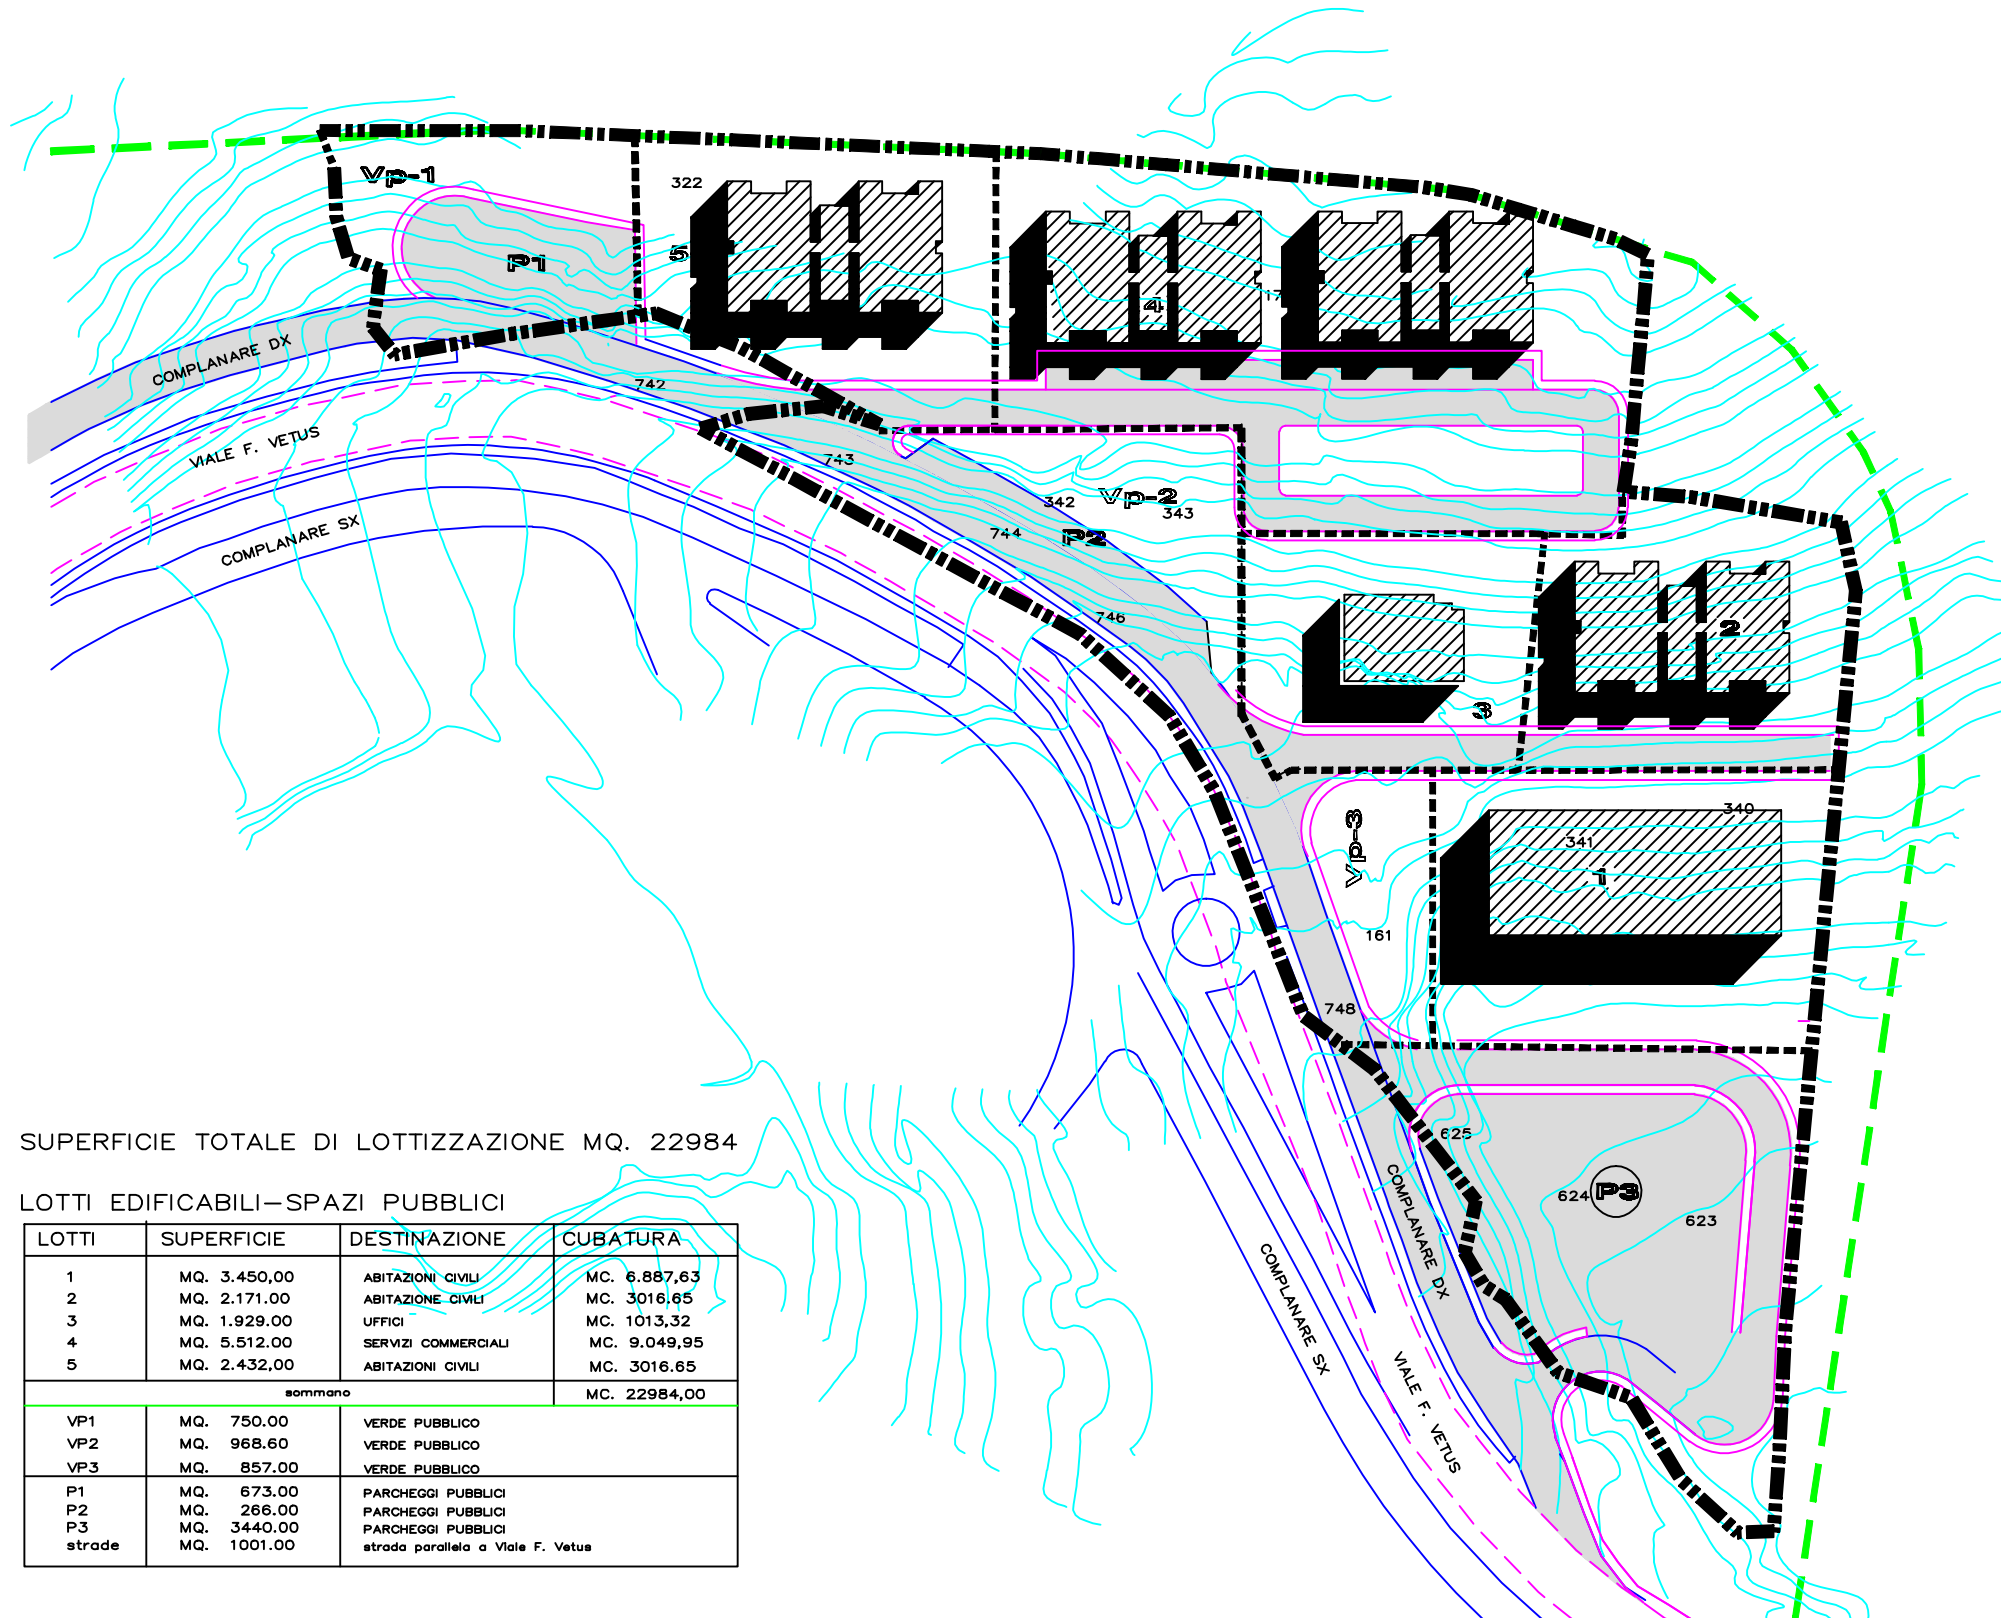 Vp-1
322
5
P1
4
17
COMPLANARE DX
742
VIALE F. VETUS
743
342
Vp-2
343
COMPLANARE SX
744
P2
746
2
3
340
Vp-3
341
1
161
748
625
SUPERFICIE TOTALE DI LOTTIZZAZIONE MQ. 22984
624
P3
623
COMPLANARE DX
COMPLANARE SX
VIALE F. VETUS
LOTTI EDIFICABILI-SPAZI PUBBLICI
LOTTI SUPERFICIE DESTINAZIONE CUBATURA
1 MQ. 3.450,00 ABITAZIONI CIVILI MC. 6.887,63
2 MQ. 2.171.00 ABITAZIONE CIVILI MC. 3016.65
3 MQ. 1.929.00 UFFICI MC. 1013,32
4 MQ. 5.512.00 SERVIZI COMMERCIALI MC. 9.049,95
5 MQ. 2.432,00 ABITAZIONI CIVILI MC. 3016.65
sommano MC. 22984,00
VP1 MQ. 750.00 VERDE PUBBLICO
VP2 MQ. 968.60 VERDE PUBBLICO
VP3 MQ. 857.00 VERDE PUBBLICO
P1 MQ. 673.00 PARCHEGGI PUBBLICI
P2 MQ. 266.00 PARCHEGGI PUBBLICI
P3 MQ. 3440.00 PARCHEGGI PUBBLICI
strade MQ. 1001.00 strada parallela a Viale F. Vetus